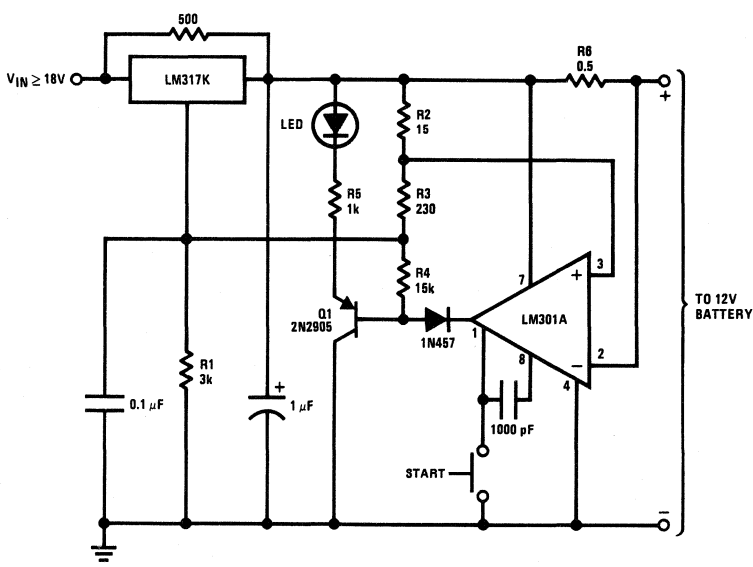 500
V_IN ≥ 18V
LM317K
R6
0.5
+
LED
R2
15
R5
1k
R3
230
R4
15k
3
+
7
LM301A
TO 12V
BATTERY
Q1
2N2905
1N457
1
8
−
2
4
R1
3k
0.1 μF
+
1 μF
1000 pF
START
−